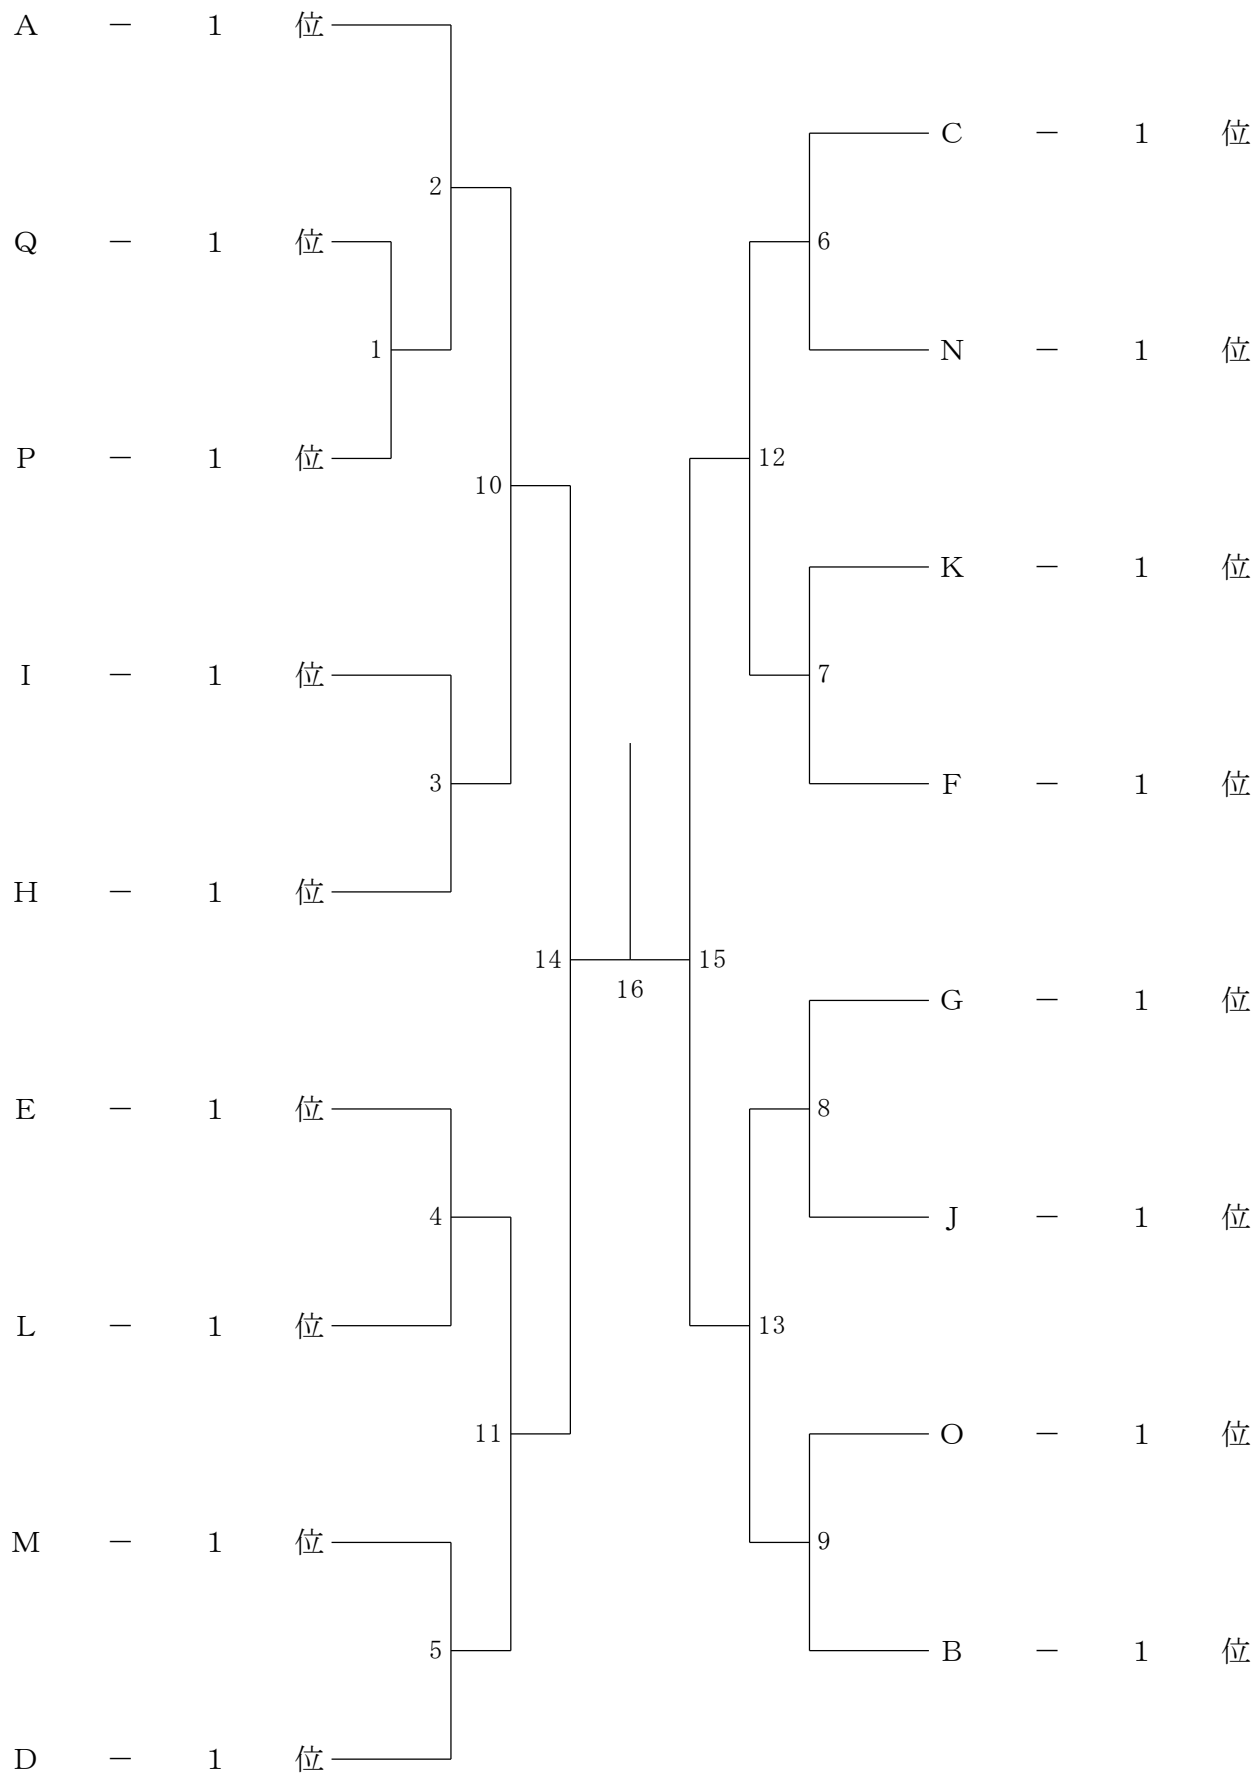 A － 1 位
2
Q － 1 位
1
P － 1 位
10
I － 1 位
3
H － 1 位
14
E － 1 位
4
L － 1 位
11
M － 1 位
5
D － 1 位
16
C － 1 位
6
N － 1 位
12
K － 1 位
7
F － 1 位
15
G － 1 位
8
J － 1 位
13
O － 1 位
9
B － 1 位